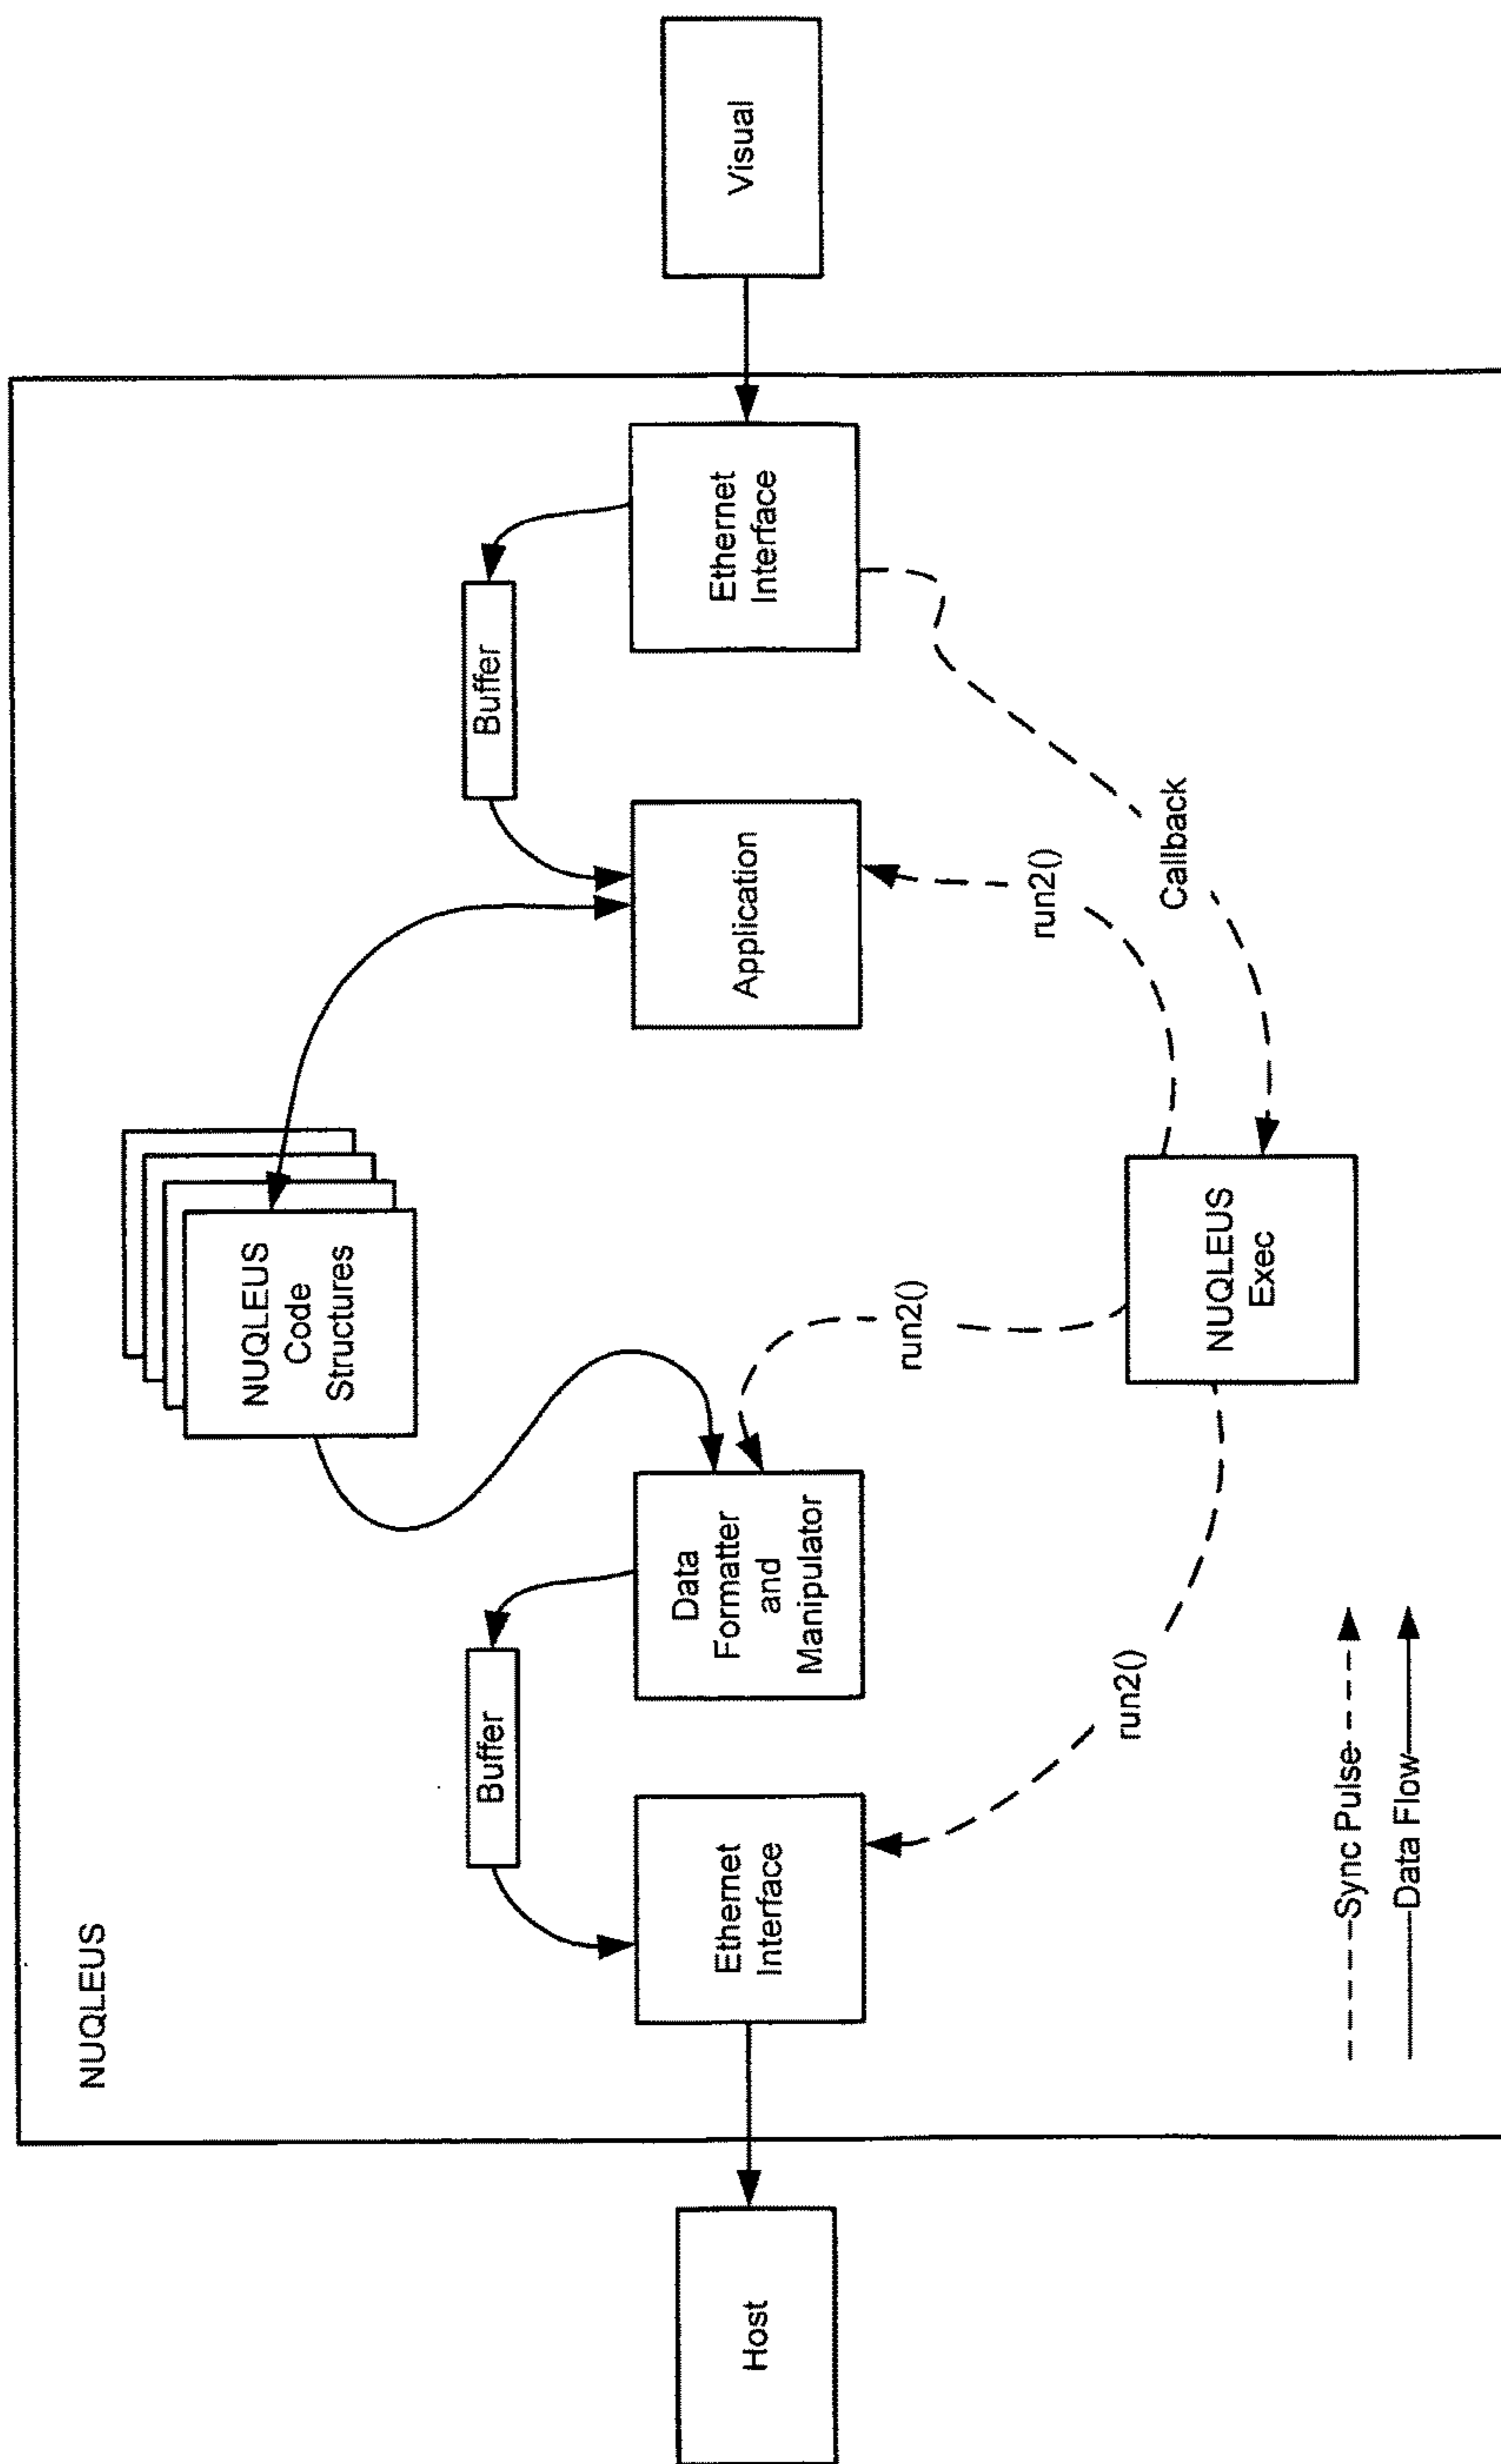 NUQLEUS
Host
Ethernet
Interface
Buffer
Data
Formatter
and
Manipulator
NUQLEUS
Code
Structures
Application
Buffer
Ethernet
Interface
Visual
run2()
run2()
run2()
Callback
NUQLEUS
Exec
Sync Pulse
Data Flow